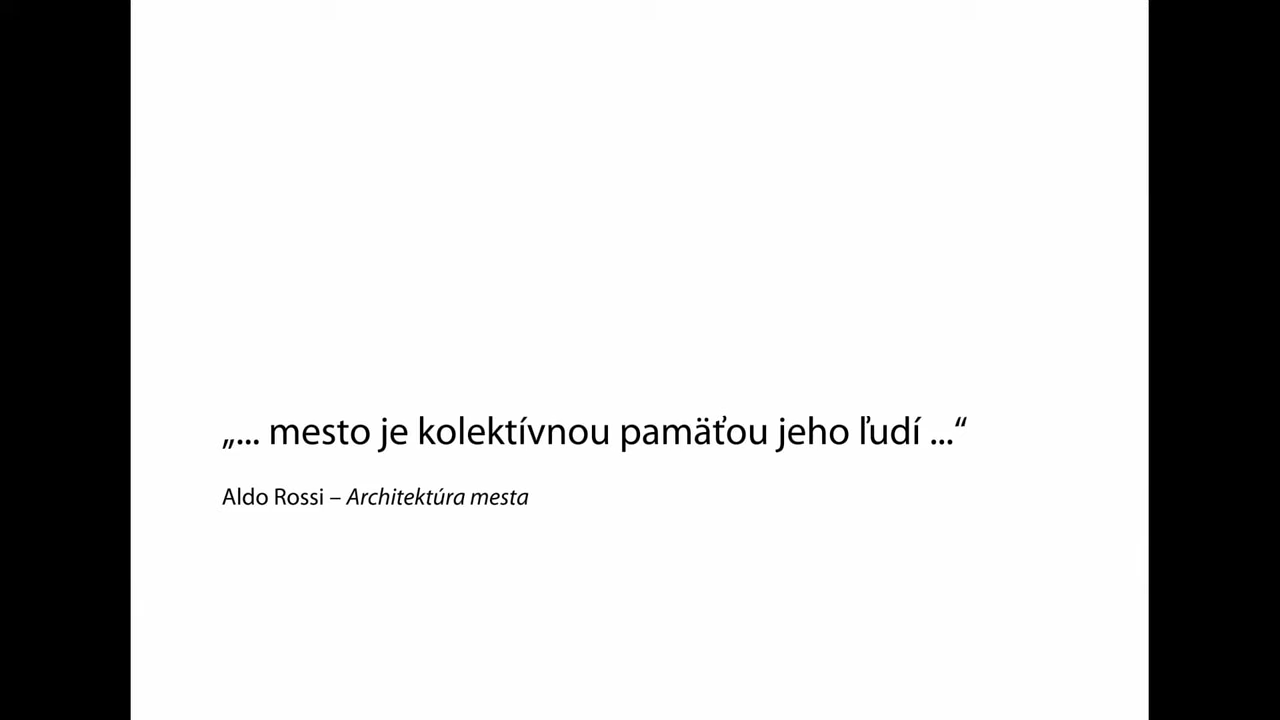 „... mesto je kolektívnou pamäťou jeho ľudí ...“
Aldo Rossi – Architektúra mesta